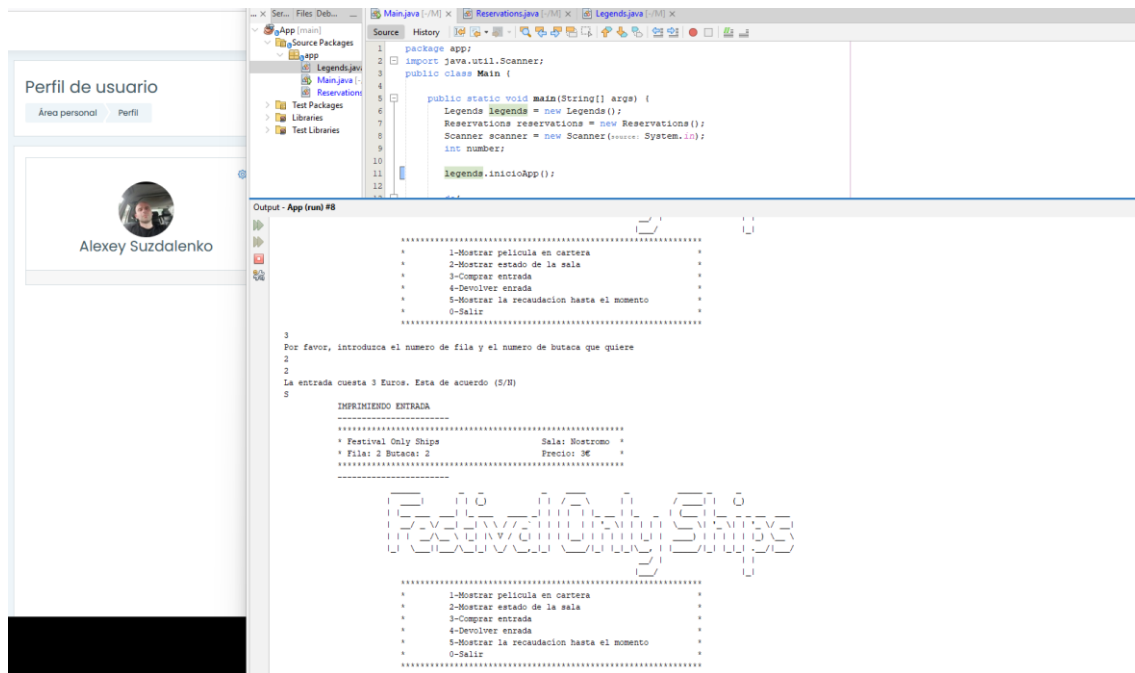 Perfil de usuario
Área personal Perfil
Alexey Suzdalenko
... × Ser... Files Deb... ...
App [main]
Source Packages
app
Legends.jav
Main.java [-
Reservations
Test Packages
Libraries
Test Libraries
Main.java [-/M] × Reservations.java [-/M] × Legends.java [-/M] ×
Source History
1 package app;
2 import java.util.Scanner;
3 public class Main {
4
5 public static void main(String[] args) {
6 Legends legends = new Legends();
7 Reservations reservations = new Reservations();
8 Scanner scanner = new Scanner(source: System.in);
9 int number;
10
11 legends.inicioApp();
12
Output - App (run) #8
*************************************************************
* 1-Mostrar pelicula en cartera *
* 2-Mostrar estado de la sala *
* 3-Comprar entrada *
* 4-Devolver enrada *
* 5-Mostrar la recaudacion hasta el momento *
* 0-Salir *
*************************************************************
3
Por favor, introduzca el numero de fila y el numero de butaca que quiere
2
2
La entrada cuesta 3 Euros. Esta de acuerdo (S/N)
S
IMPRIMIENDO ENTRADA
-----------------------
**********************************************************
* Festival Only Ships Sala: Nostromo *
* Fila: 2 Butaca: 2 Precio: 3€ *
**********************************************************
-----------------------
Festival Only Ships
*************************************************************
* 1-Mostrar pelicula en cartera *
* 2-Mostrar estado de la sala *
* 3-Comprar entrada *
* 4-Devolver enrada *
* 5-Mostrar la recaudacion hasta el momento *
* 0-Salir *
*************************************************************